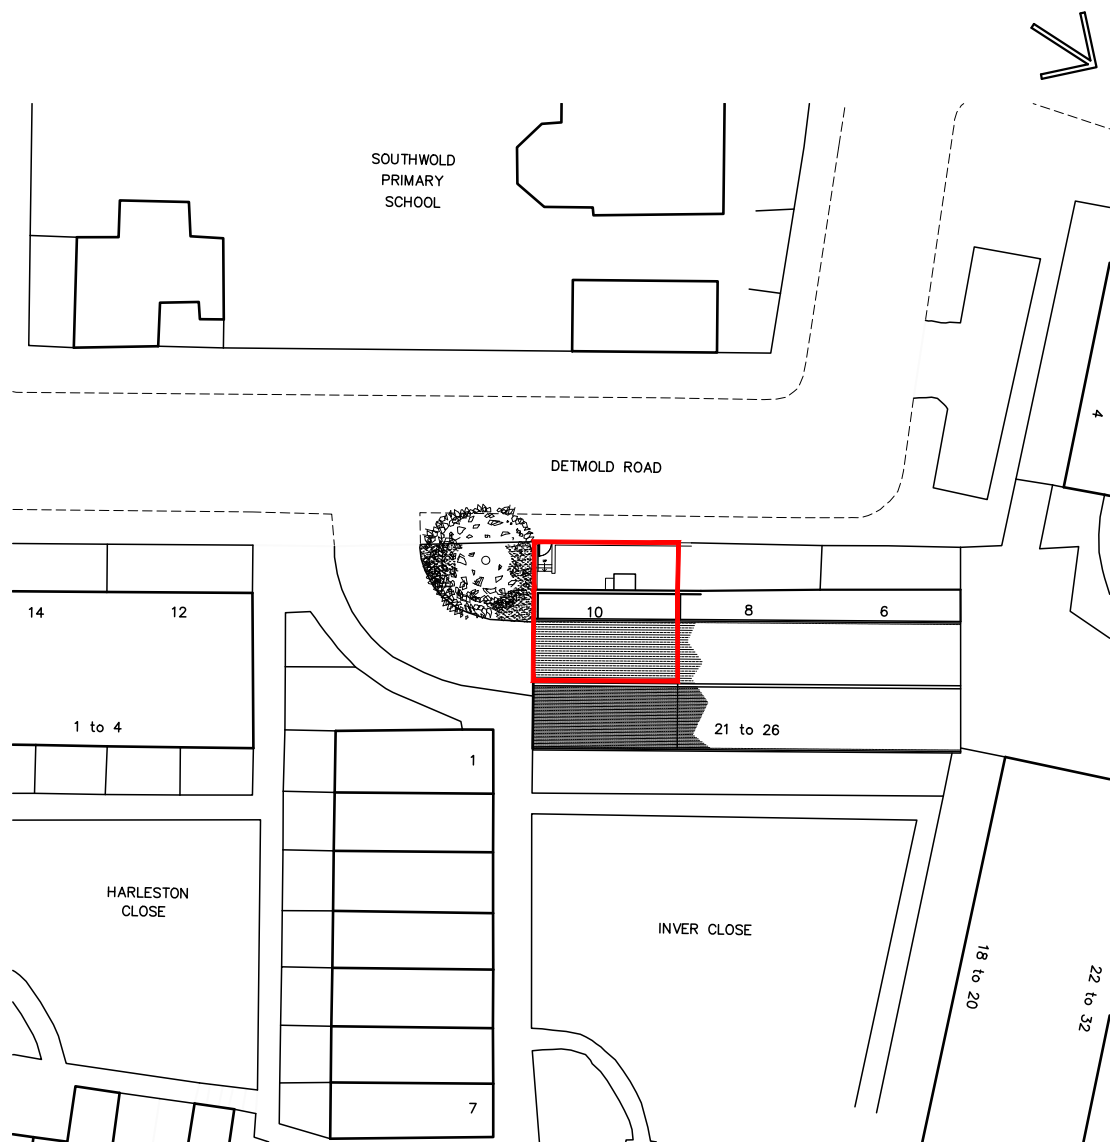 SOUTHWOLD
PRIMARY
SCHOOL
4
DETMOLD ROAD
14
12
10
8
6
1 to 4
21 to 26
1
HARLESTON
CLOSE
INVER CLOSE
18 to 20
22 to 32
7